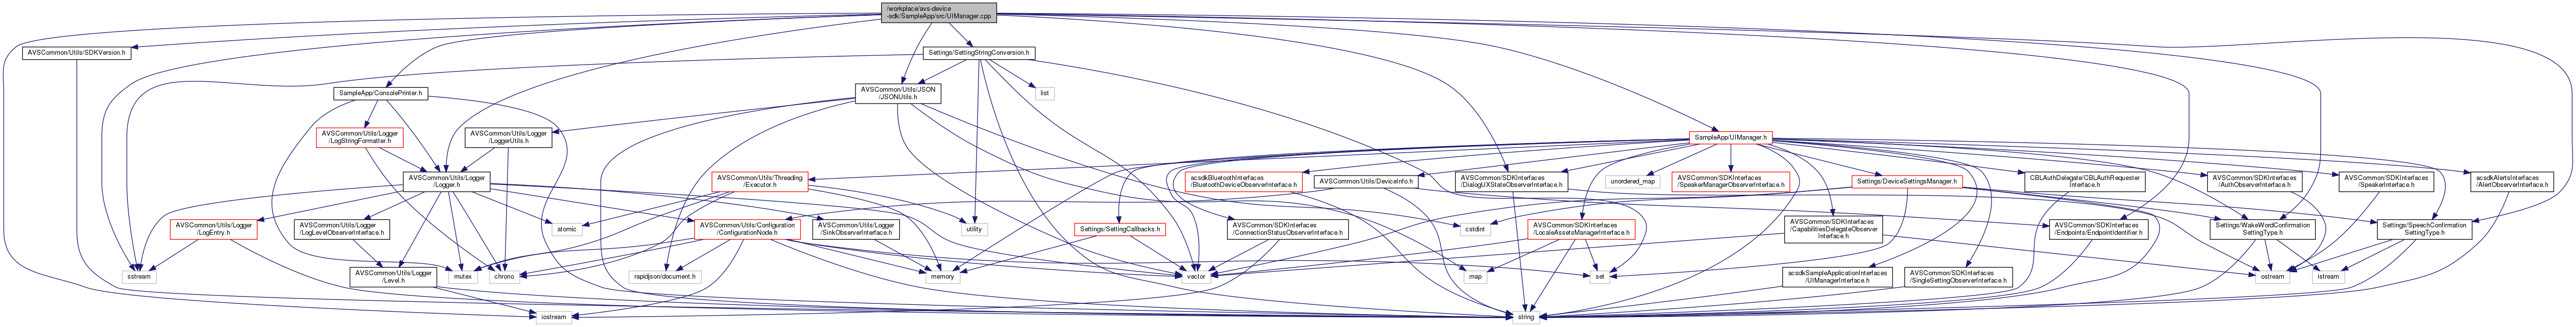 /workplace/avs-device
-sdk/SampleApp/src/UIManager.cpp
AVSCommon/Utils/SDKVersion.h
Settings/SettingStringConversion.h
SampleApp/ConsolePrinter.h
AVSCommon/Utils/JSON
/JSONUtils.h
list
AVSCommon/Utils/Logger
/LogStringFormatter.h
AVSCommon/Utils/Logger
/LoggerUtils.h
SampleApp/UIManager.h
AVSCommon/Utils/Logger
/Logger.h
AVSCommon/Utils/Threading
/Executor.h
acsdkBluetoothInterfaces
/BluetoothDeviceObserverInterface.h
AVSCommon/Utils/DeviceInfo.h
AVSCommon/SDKInterfaces
/DialogUXStateObserverInterface.h
unordered_map
AVSCommon/SDKInterfaces
/SpeakerManagerObserverInterface.h
Settings/DeviceSettingsManager.h
CBLAuthDelegate/CBLAuthRequester
Interface.h
AVSCommon/SDKInterfaces
/AuthObserverInterface.h
AVSCommon/SDKInterfaces
/SpeakerInterface.h
acsdkAlertsInterfaces
/AlertObserverInterface.h
AVSCommon/Utils/Logger
/LogEntry.h
AVSCommon/Utils/Logger
/LogLevelObserverInterface.h
atomic
AVSCommon/Utils/Configuration
/ConfigurationNode.h
AVSCommon/Utils/Logger
/SinkObserverInterface.h
utility
Settings/SettingCallbacks.h
AVSCommon/SDKInterfaces
/ConnectionStatusObserverInterface.h
cstdint
AVSCommon/SDKInterfaces
/LocaleAssetsManagerInterface.h
AVSCommon/SDKInterfaces
/CapabilitiesDelegateObserver
Interface.h
AVSCommon/SDKInterfaces
/Endpoints/EndpointIdentifier.h
Settings/WakeWordConfirmation
SettingType.h
Settings/SpeechConfirmation
SettingType.h
sstream
AVSCommon/Utils/Logger
/Level.h
mutex
chrono
rapidjson/document.h
memory
vector
map
set
acsdkSampleApplicationInterfaces
/UIManagerInterface.h
AVSCommon/SDKInterfaces
/SingleSettingObserverInterface.h
ostream
istream
iostream
string